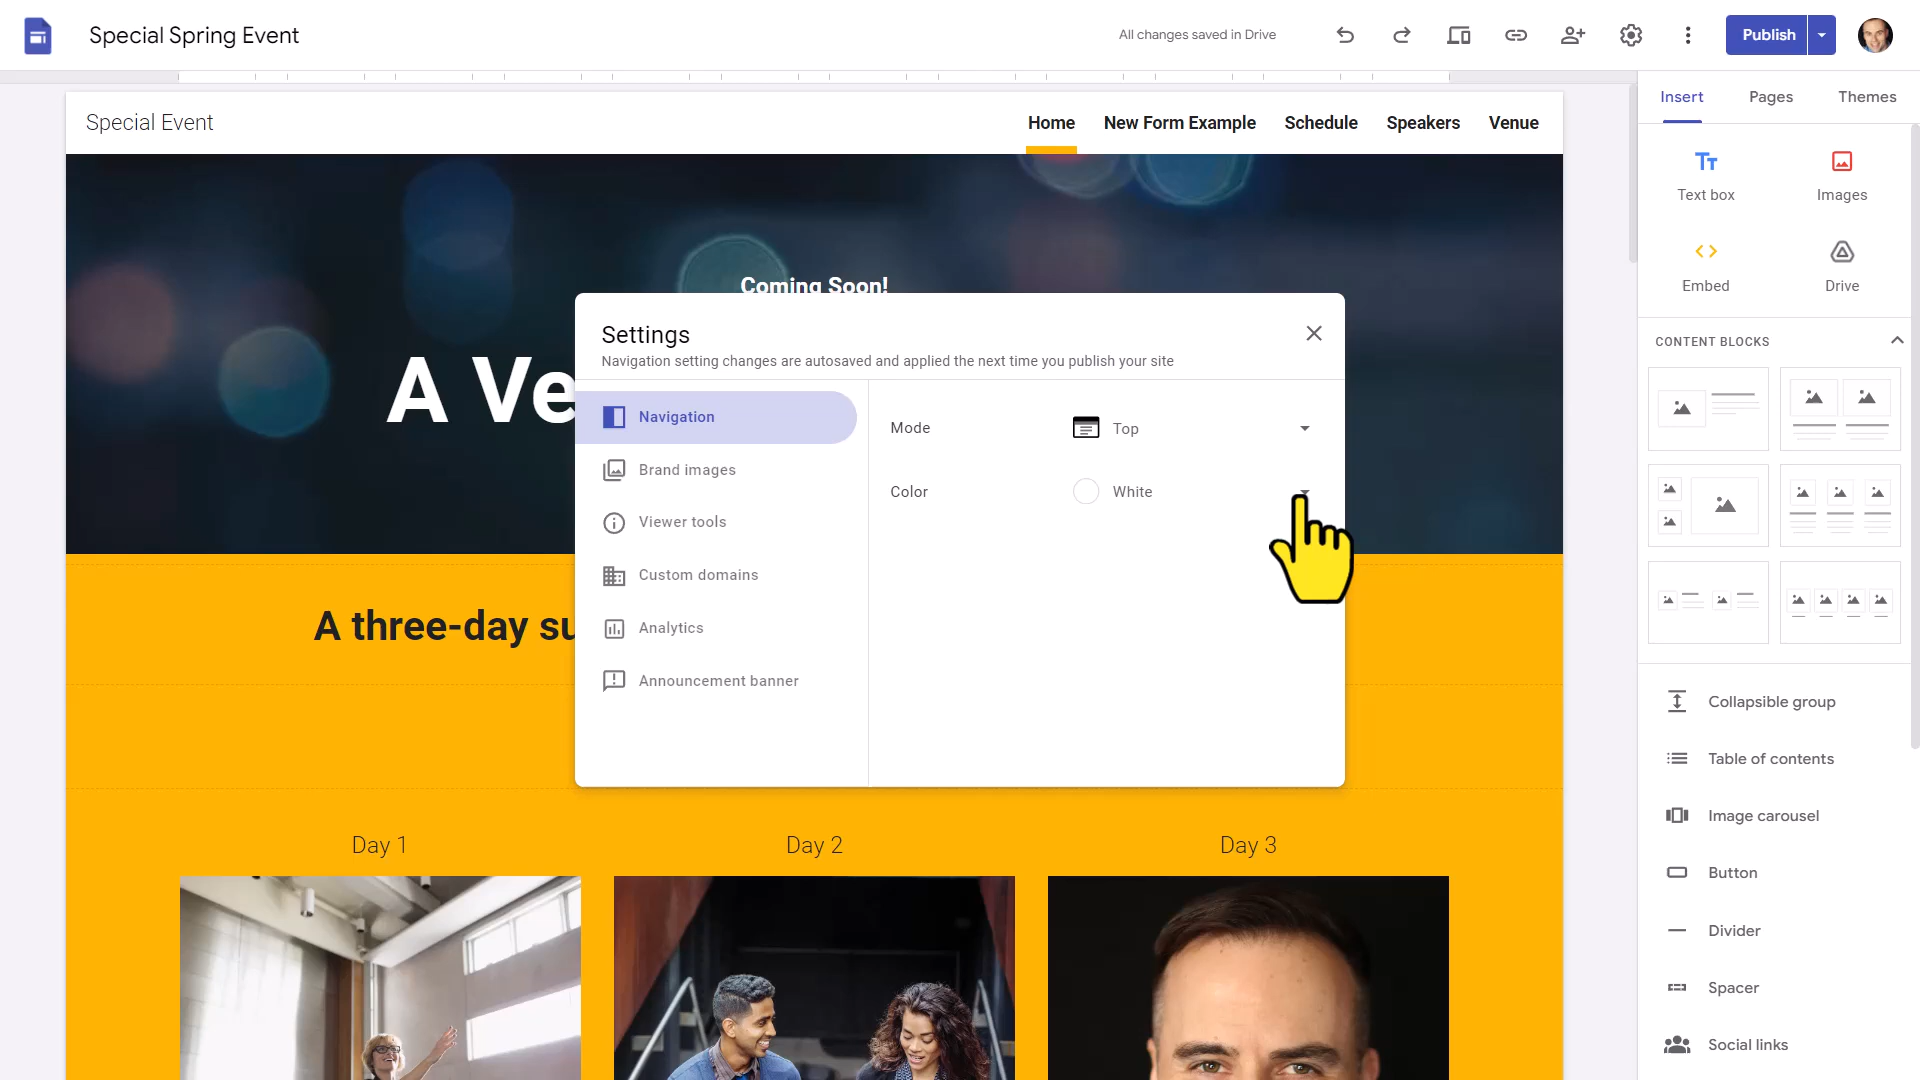 Special Spring Event
All changes saved in Drive
Publish
Special Event
Home
New Form Example
Schedule
Speakers
Venue
Insert
Pages
Themes
Text box
Images
Embed
Drive
CONTENT BLOCKS
Coming Soon!
A Ve
Settings
Navigation setting changes are autosaved and applied the next time you publish your site
Navigation
Brand images
Viewer tools
Custom domains
Analytics
Announcement banner
Mode
Top
Color
White
A three-day su
Day 1
Day 2
Day 3
Collapsible group
Table of contents
Image carousel
Button
Divider
Spacer
Social links